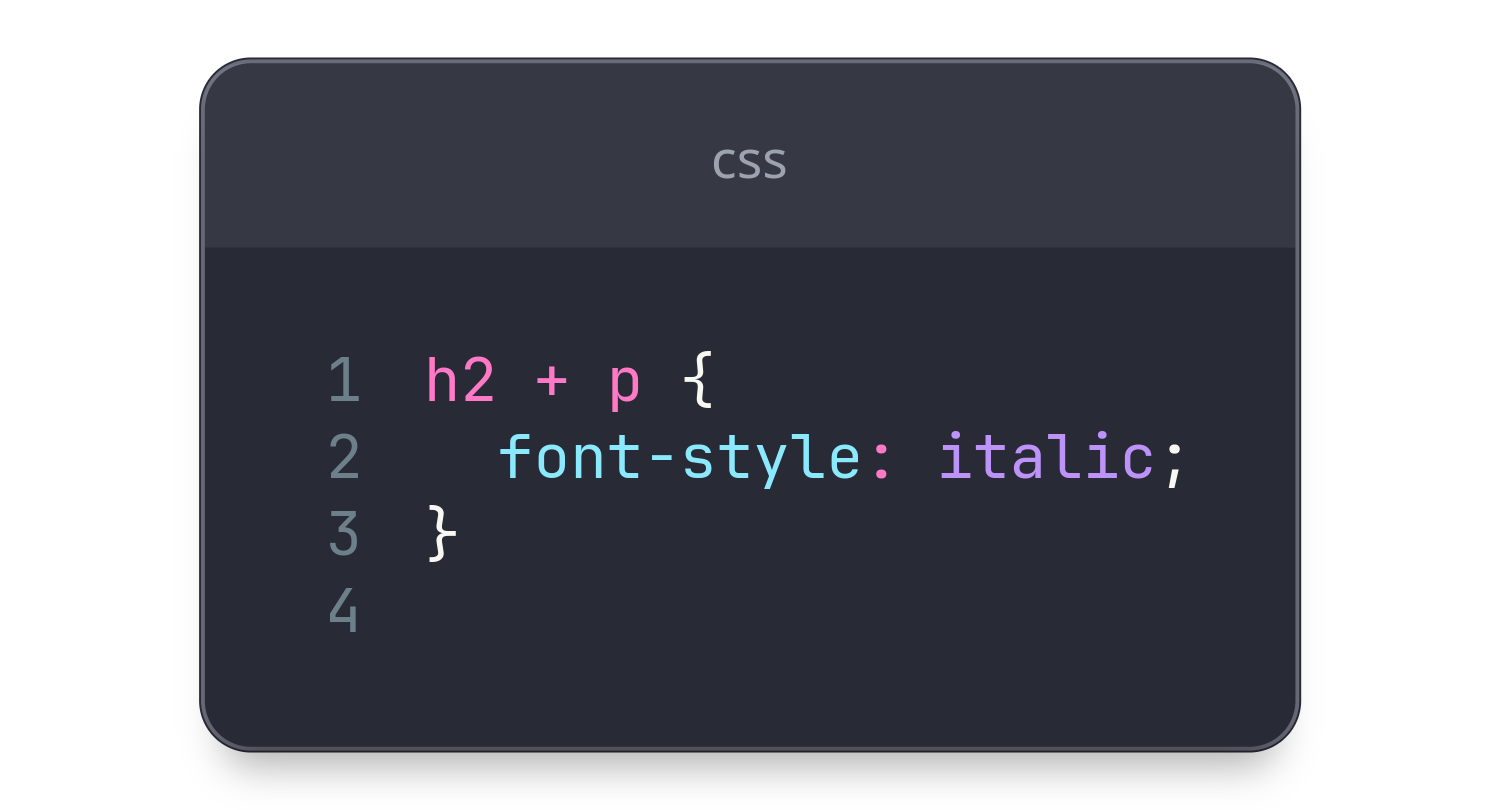 css
1 h2 + p {
2   font-style: italic;
3 }
4